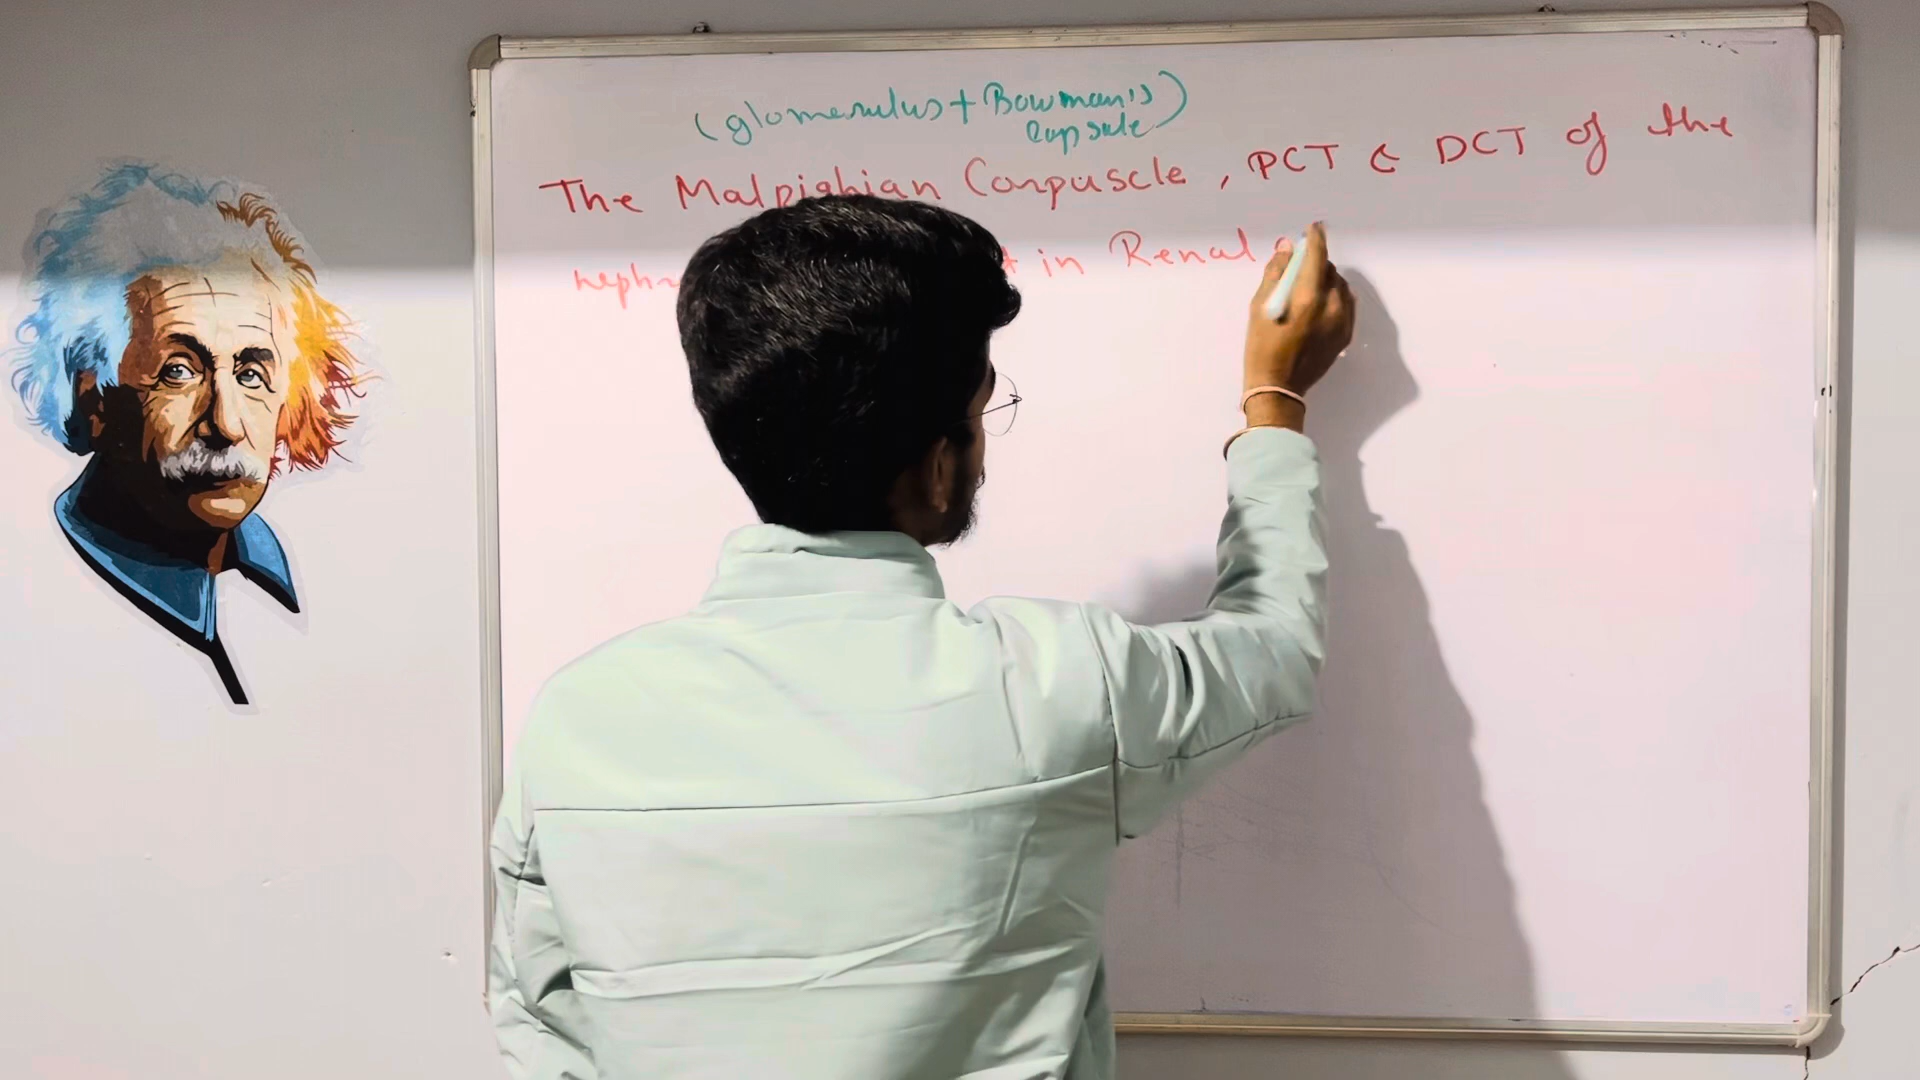 (glomerulus + Bowman's
capsule)
The Malpighian Corpuscle, PCT & DCT of the
in Renal